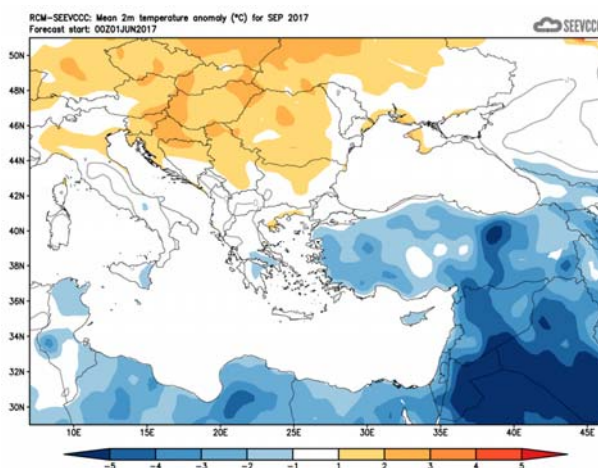 RCM-SEEVCCC: Mean 2m temperature anomaly (°C) for SEP 2017
Forecast start: 00Z01JUN2017
SEEVCCC
50N
48N
46N
44N
42N
40N
38N
36N
34N
32N
30N
10E 15E 20E 25E 30E 35E 40E 45E
-5 -4 -3 -2 -1 1 2 3 4 5